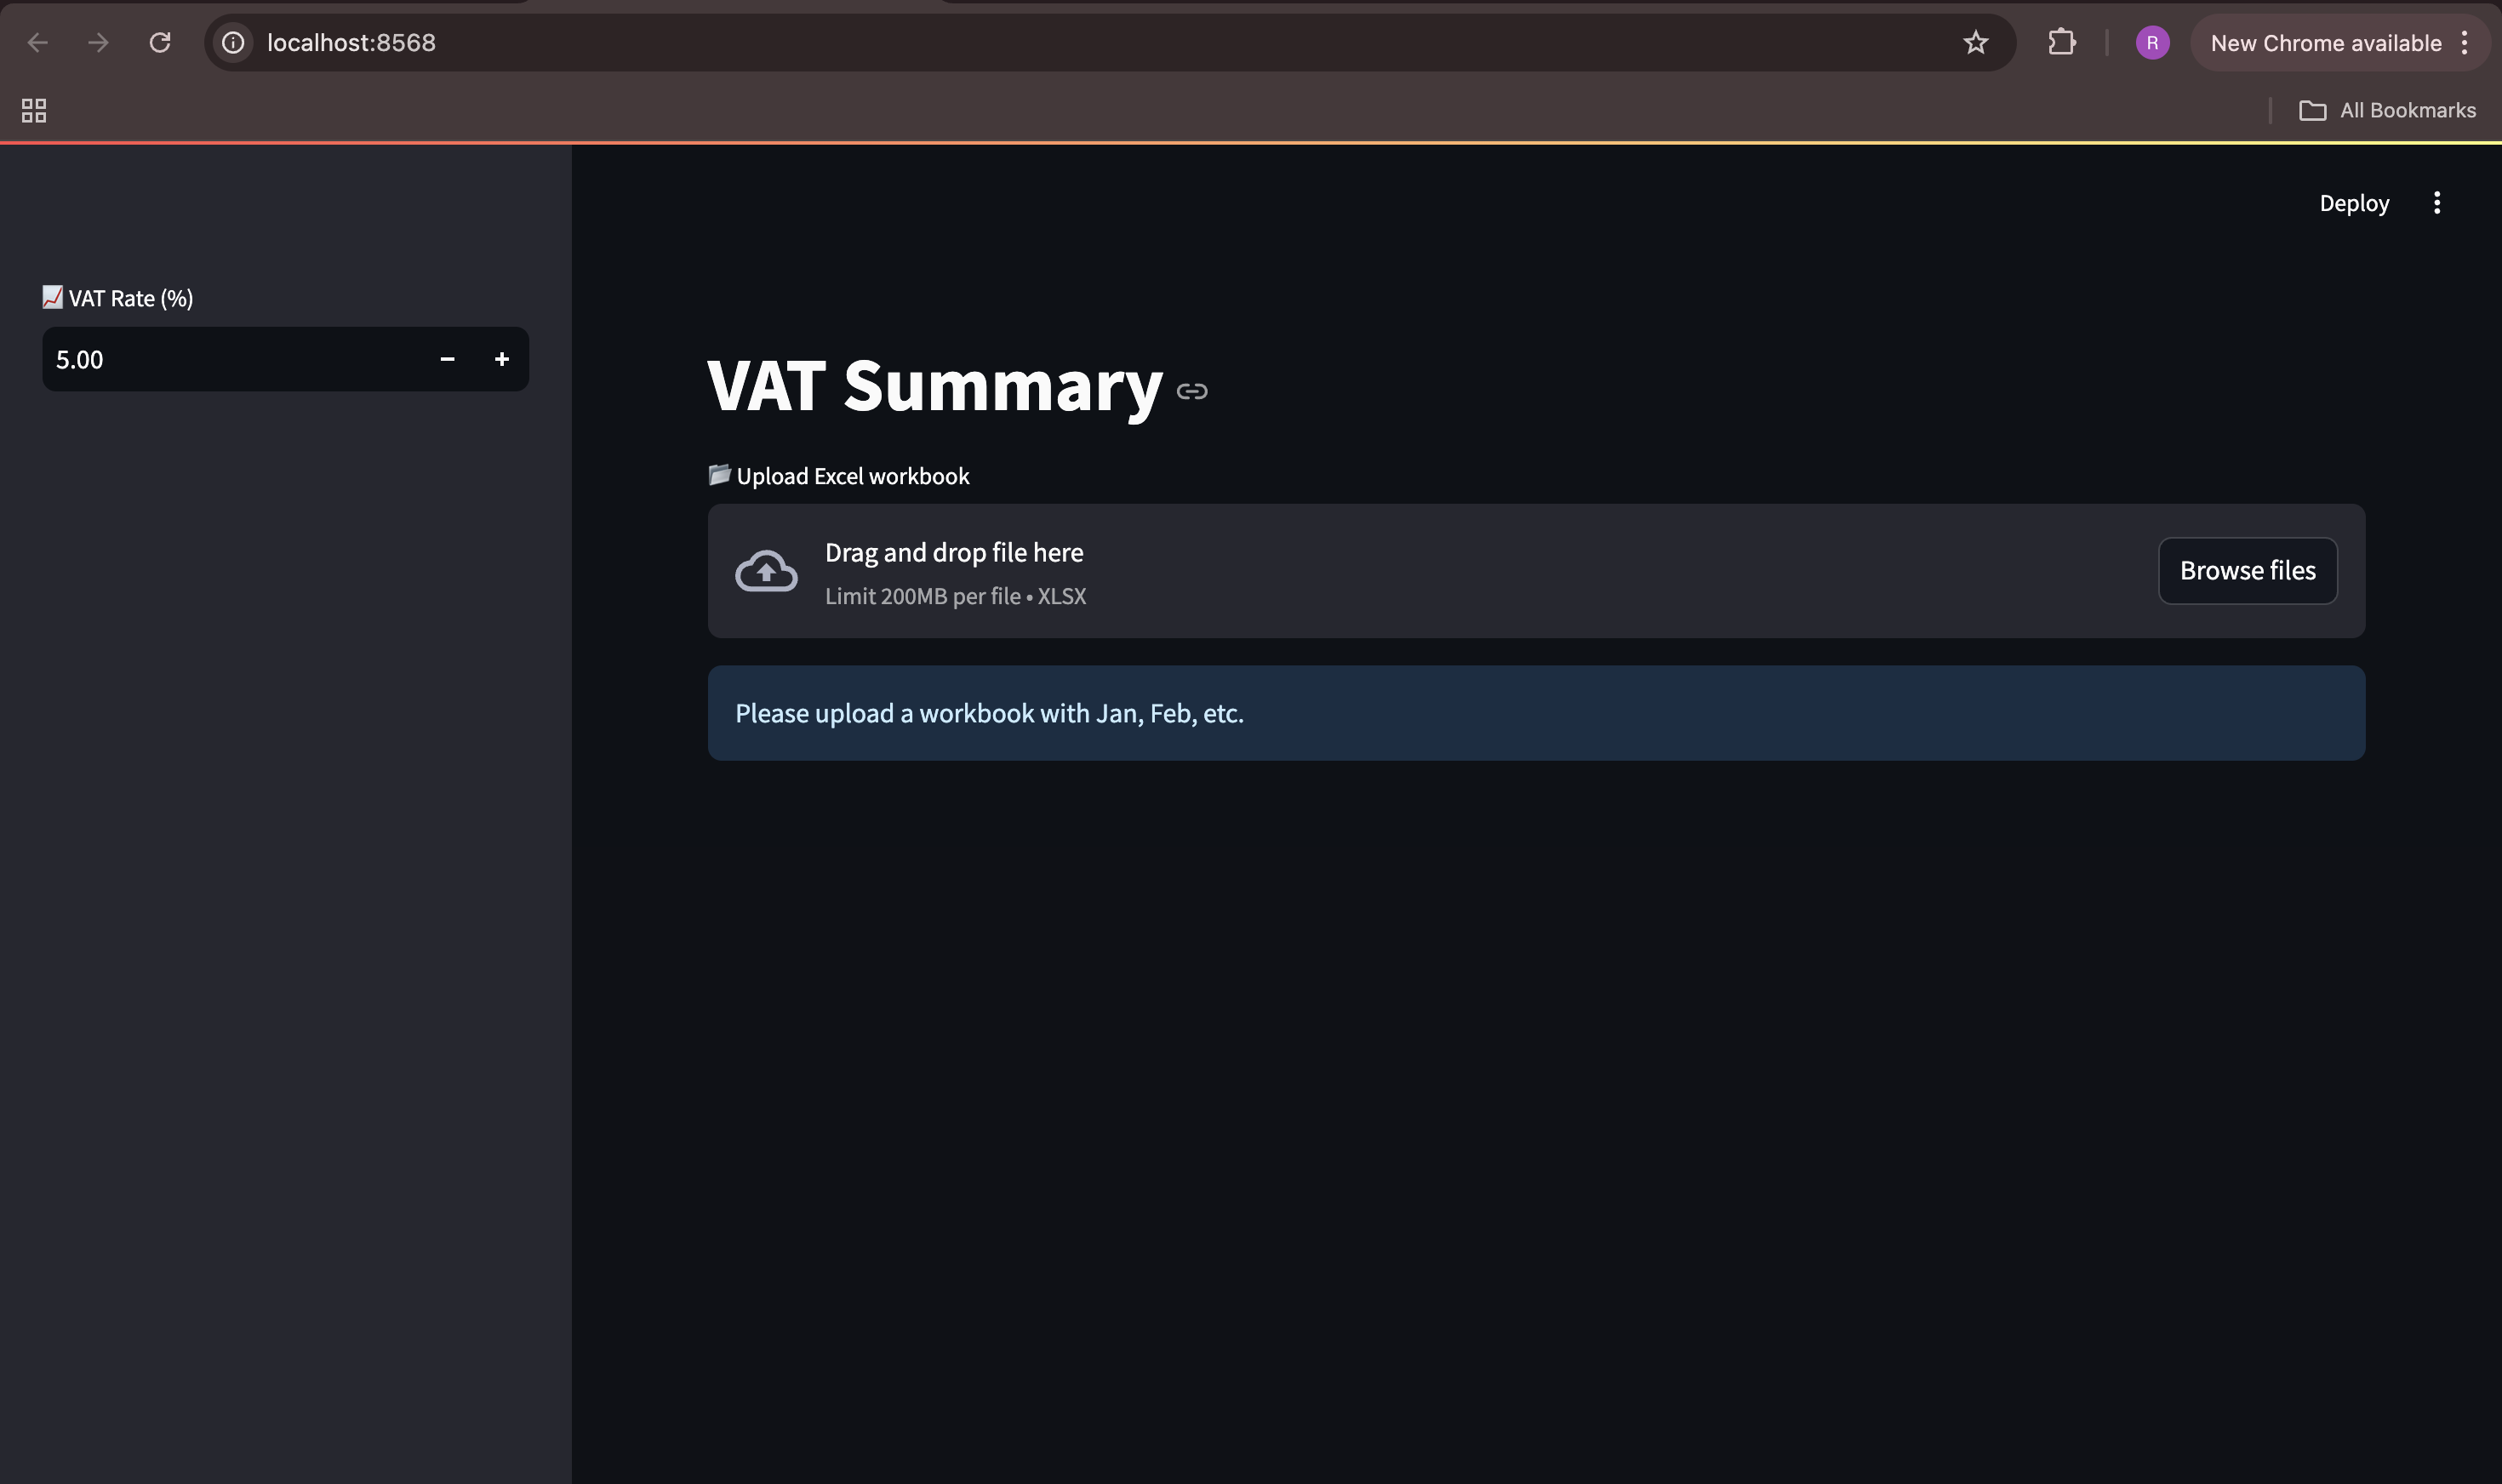 localhost:8568
R
New Chrome available
All Bookmarks
Deploy
VAT Rate (%)
5.00
VAT Summary
Upload Excel workbook
Drag and drop file here
Limit 200MB per file • XLSX
Browse files
Please upload a workbook with Jan, Feb, etc.